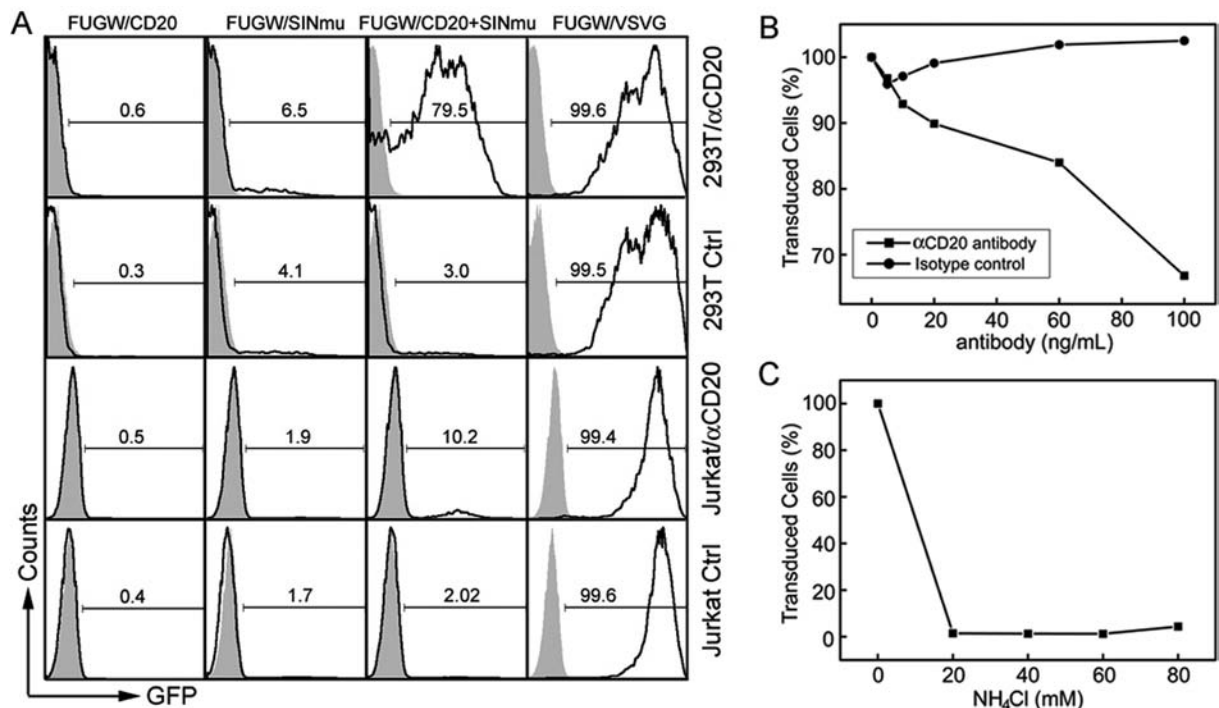 A
FUGW/CD20 FUGW/SINmu FUGW/CD20+SINmu FUGW/VSVG
0.6 6.5 79.5 99.6 293T/αCD20
0.3 4.1 3.0 99.5 293T Ctrl
0.5 1.9 10.2 99.4 Jurkat/αCD20
0.4 1.7 2.02 99.6 Jurkat Ctrl
Counts
GFP
B
Transduced Cells (%)
100
90
80
70
αCD20 antibody
Isotype control
0 20 40 60 80 100
antibody (ng/mL)
C
Transduced Cells (%)
100
80
60
40
20
0
0 20 40 60 80
NH₄Cl (mM)